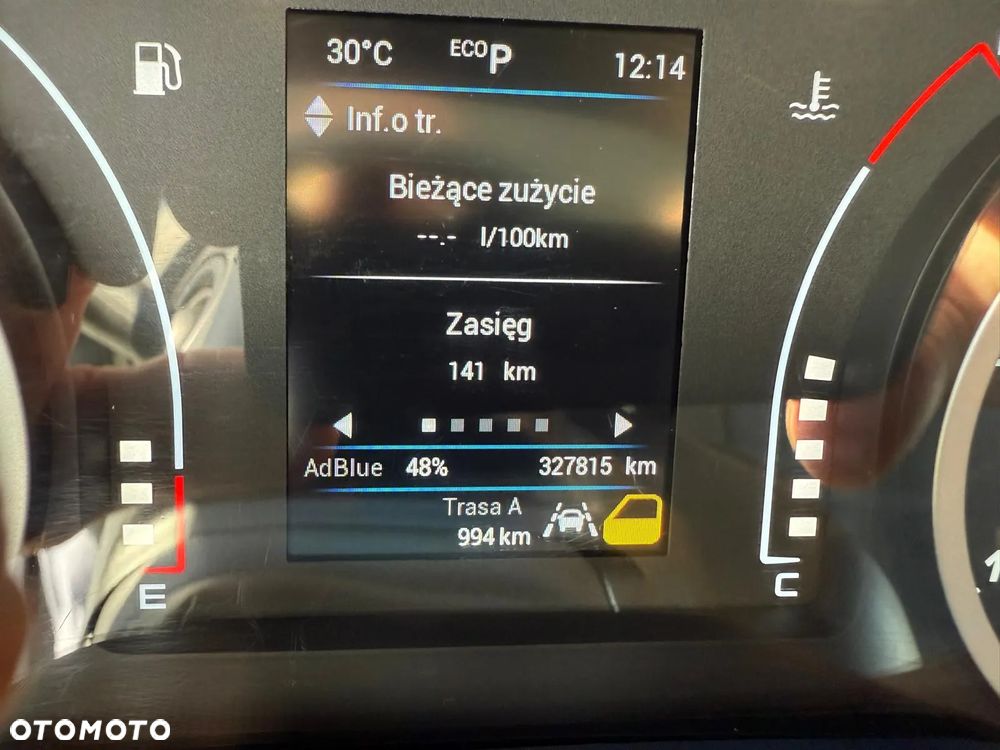 30°C ECO P 12:14
Inf.o tr.
Bieżące zużycie
--.- l/100km
Zasięg
141 km
AdBlue 48% 327815 km
Trasa A
994 km
E
C
OTOMOTO